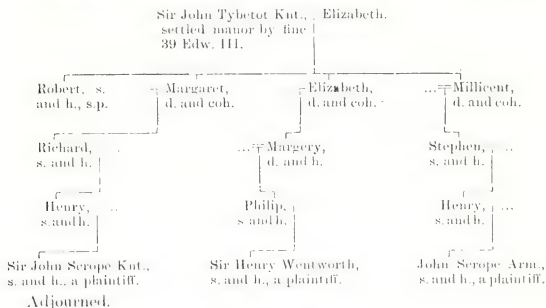 Sir John Tybetot Knt., . Elizabeth.
settled manor by fine
39 Edw. III.
Robert, s. and h., s.p.
Margaret, d. and coh.
Elizabeth, d. and coh.
... Millicent, d. and coh.
Richard, s. and h. .
... Margery, d. and h.
Stephen, s. and h. ..
Henry, s. and h. ..
Philip, s. and h.
Henry, s. and h. ...
Sir John Scrope Knt., s. and h., a plaintiff.
Sir Henry Wentworth, s. and h., a plaintiff.
John Scrope Arm., s. and h., a plaintiff.
Adjourned.